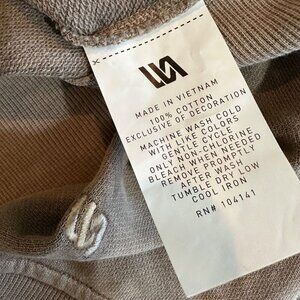 MADE IN VIETNAM
100% COTTON
EXCLUSIVE OF DECORATION
MACHINE WASH COLD
WITH LIKE COLORS
GENTLE CYCLE
ONLY NON-CHLORINE
BLEACH WHEN NEEDED
REMOVE PROMPTLY
AFTER WASH
TUMBLE DRY LOW
COOL IRON
RN# 104141